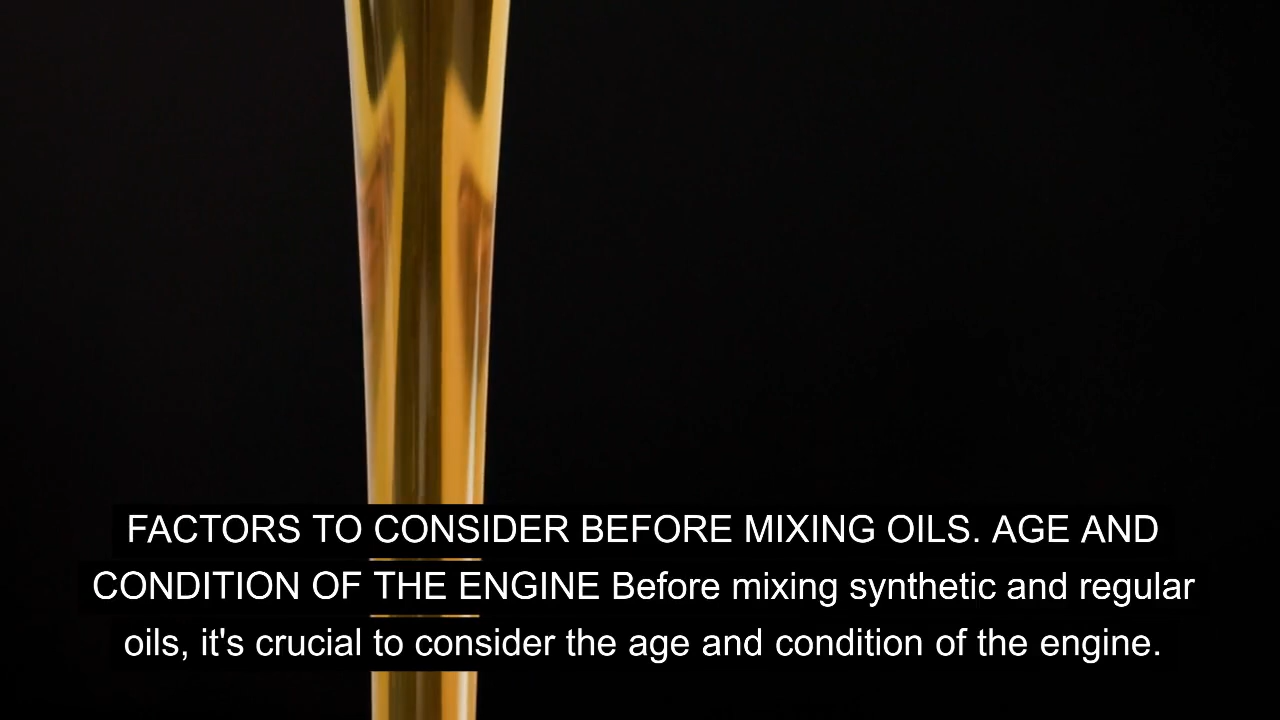 FACTORS TO CONSIDER BEFORE MIXING OILS. AGE AND
CONDITION OF THE ENGINE Before mixing synthetic and regular
oils, it's crucial to consider the age and condition of the engine.